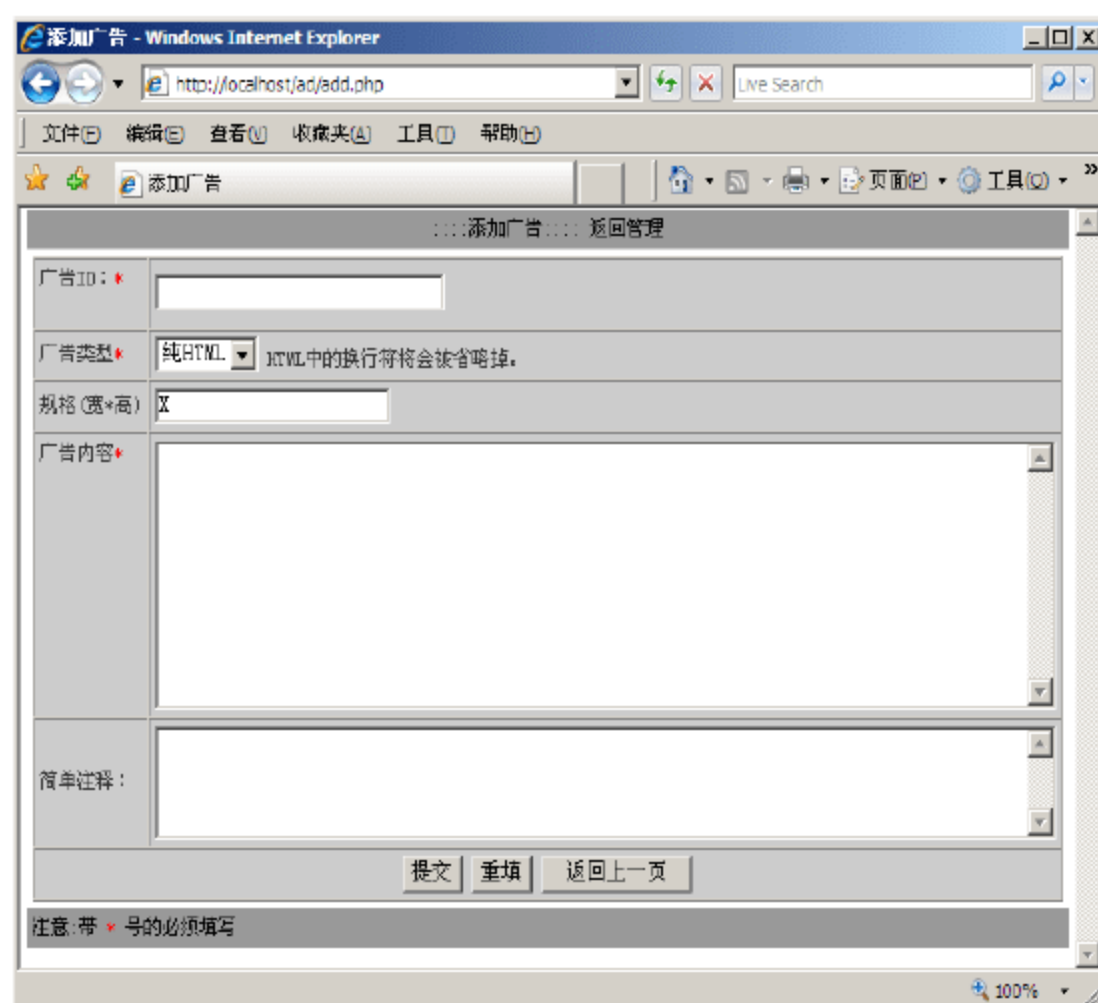 添加广告 - Windows Internet Explorer
http://localhost/ad/add.php
Live Search
文件(F) 编辑(E) 查看(V) 收藏夹(A) 工具(T) 帮助(H)
添加广告
页面(P) 工具(O)
::::添加广告:::: 返回管理
广告ID：*
广告类型* 纯HTML HTML中的换行符将会被省略掉。
规格(宽*高) X
广告内容*
简单注释：
提交 重填 返回上一页
注意:带 * 号的必须填写
100%